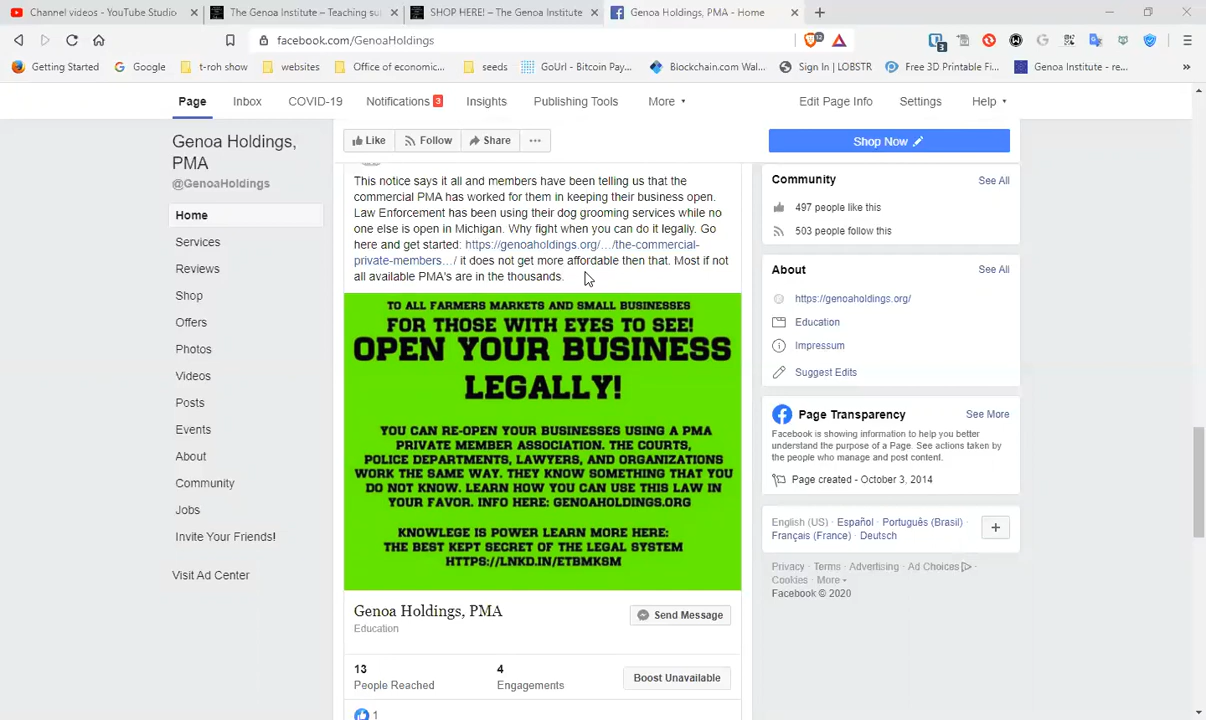 Channel videos - YouTube Studio
The Genoa Institute – Teaching su
SHOP HERE! – The Genoa Institute
Genoa Holdings, PMA - Home
facebook.com/GenoaHoldings
12
3
Getting Started
Google
t-roh show
websites
Office of economic...
seeds
GoUrl - Bitcoin Pay...
Blockchain.com Wal...
Sign In | LOBSTR
Free 3D Printable Fi...
Genoa Institute - re...
Page
Inbox
COVID-19
Notifications 3
Insights
Publishing Tools
More
Edit Page Info
Settings
Help
Genoa Holdings,
PMA
@GenoaHoldings
Home
Services
Reviews
Shop
Offers
Photos
Videos
Posts
Events
About
Community
Jobs
Invite Your Friends!
Visit Ad Center
Like
Follow
Share
Shop Now
This notice says it all and members have been telling us that the
commercial PMA has worked for them in keeping their business open.
Law Enforcement has been using their dog grooming services while no
one else is open in Michigan. Why fight when you can do it legally. Go
here and get started: https://genoaholdings.org/…/the-commercial-
private-members…/ it does not get more affordable then that. Most if not
all available PMA's are in the thousands.
TO ALL FARMERS MARKETS AND SMALL BUSINESSES
FOR THOSE WITH EYES TO SEE!
OPEN YOUR BUSINESS
LEGALLY!
YOU CAN RE-OPEN YOUR BUSINESSES USING A PMA
PRIVATE MEMBER ASSOCIATION. THE COURTS,
POLICE DEPARTMENTS, LAWYERS, AND ORGANIZATIONS
WORK THE SAME WAY. THEY KNOW SOMETHING THAT YOU
DO NOT KNOW. LEARN HOW YOU CAN USE THIS LAW IN
YOUR FAVOR. INFO HERE: GENOAHOLDINGS.ORG
KNOWLEGE IS POWER LEARN MORE HERE:
THE BEST KEPT SECRET OF THE LEGAL SYSTEM
HTTPS://LNKD.IN/ETBMKSM
Genoa Holdings, PMA
Education
Send Message
13
People Reached
4
Engagements
Boost Unavailable
1
Community
See All
497 people like this
503 people follow this
About
See All
https://genoaholdings.org/
Education
Impressum
Suggest Edits
Page Transparency
See More
Facebook is showing information to help you better
understand the purpose of a Page. See actions taken by
the people who manage and post content.
Page created - October 3, 2014
English (US) · Español · Português (Brasil) ·
Français (France) · Deutsch
Privacy · Terms · Advertising · Ad Choices ·
Cookies · More
Facebook © 2020